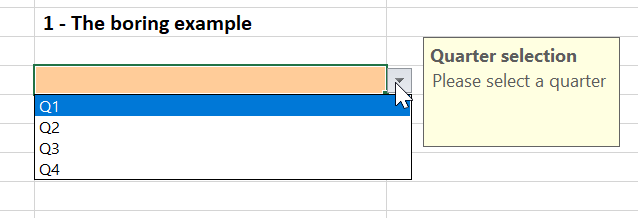 1 - The boring example
Quarter selection
Please select a quarter
Q1
Q2
Q3
Q4